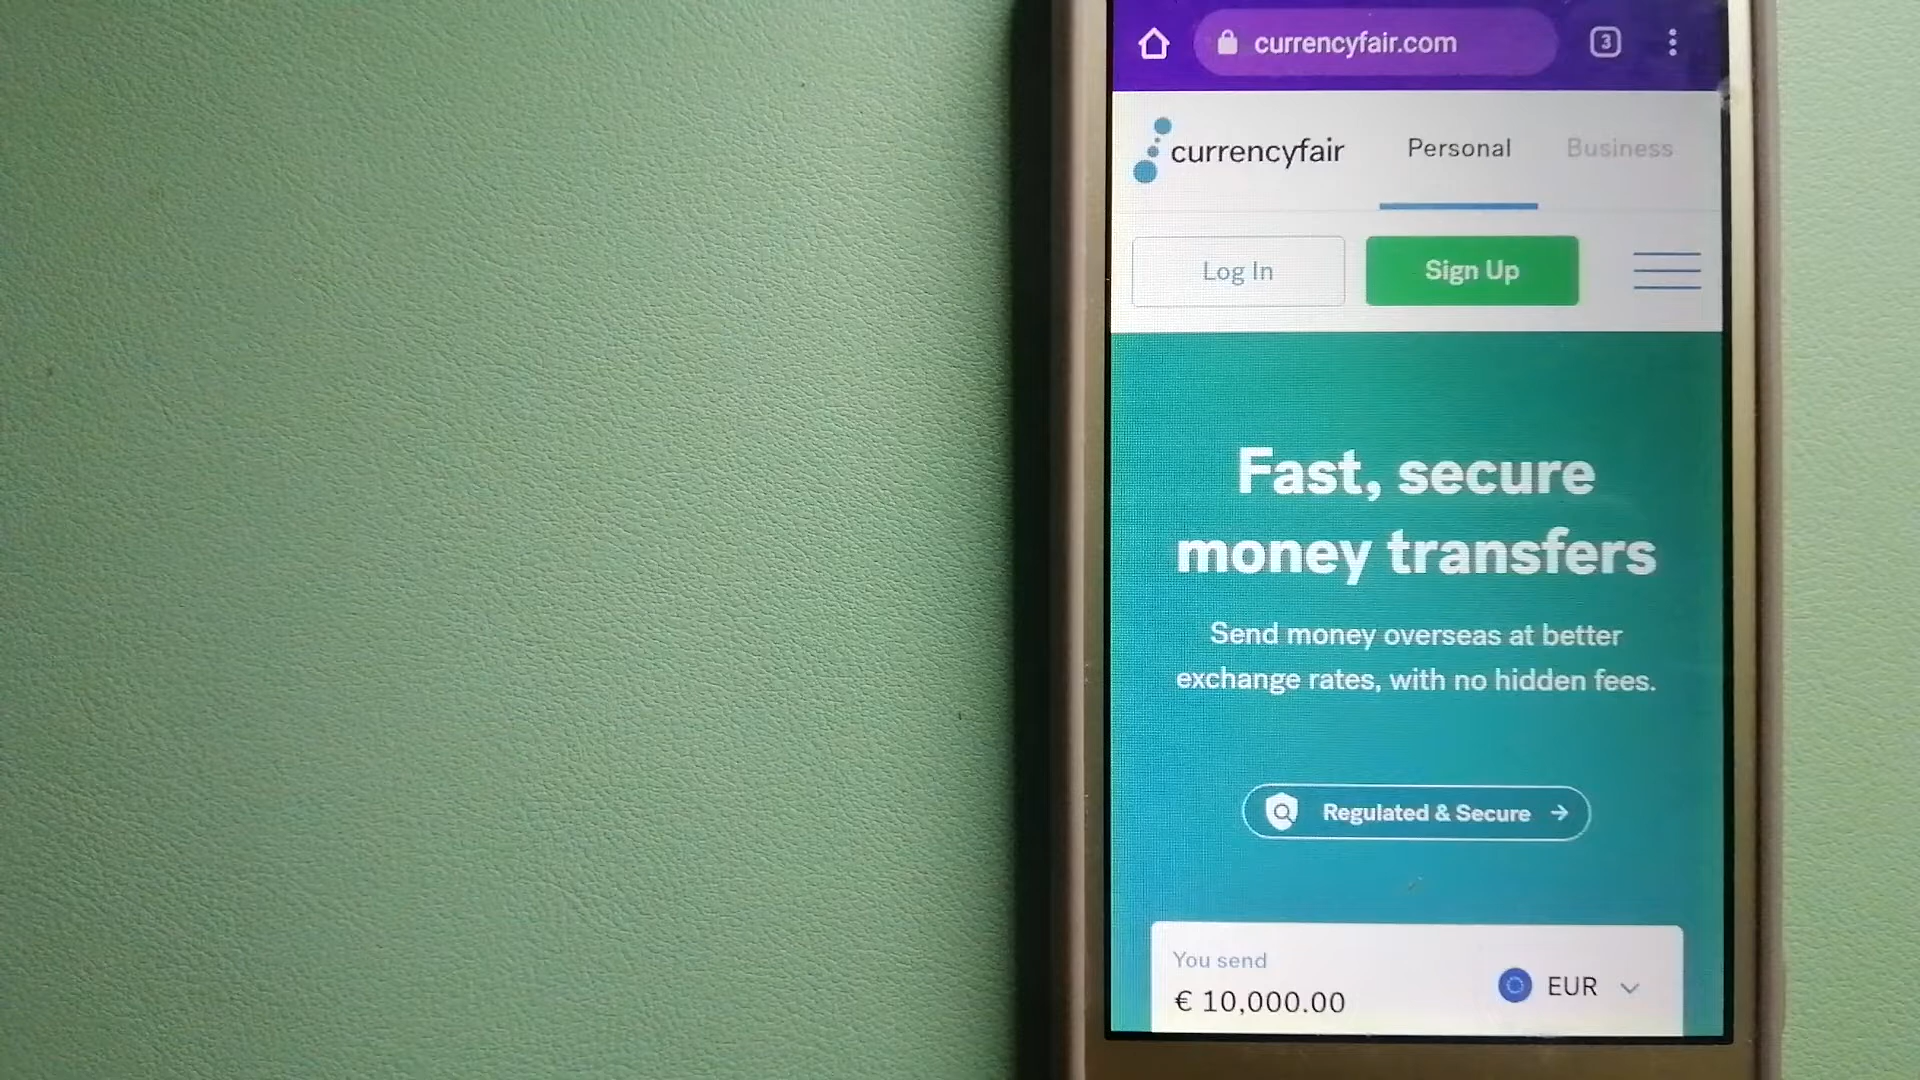 currencyfair.com
3
currencyfair
Personal
Business
Log In
Sign Up
Fast, secure
money transfers
Send money overseas at better
exchange rates, with no hidden fees.
Regulated & Secure →
You send
€ 10,000.00
EUR